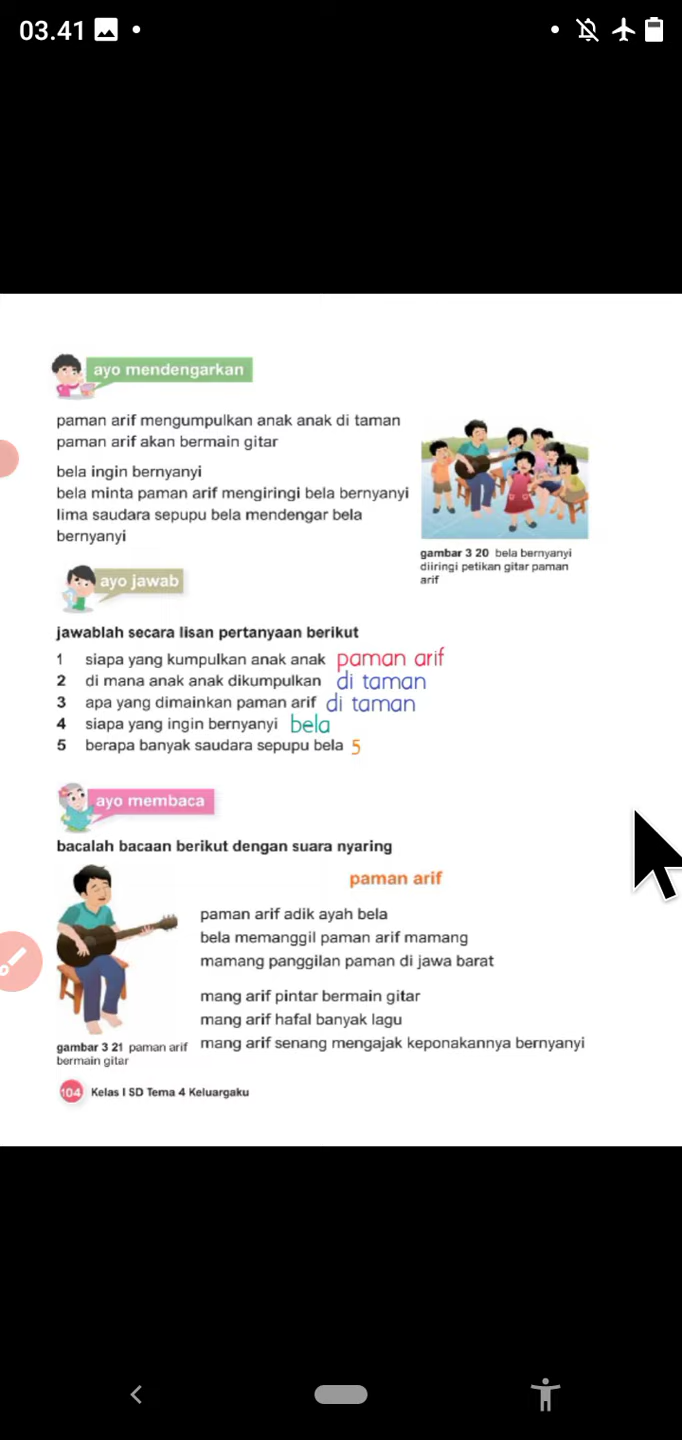 03.41
ayo mendengarkan
paman arif mengumpulkan anak anak di taman
paman arif akan bermain gitar
bela ingin bernyanyi
bela minta paman arif mengiringi bela bernyanyi
lima saudara sepupu bela mendengar bela
bernyanyi
gambar 3 20 bela bernyanyi
diiringi petikan gitar paman
arif
ayo jawab
jawablah secara lisan pertanyaan berikut
1 siapa yang kumpulkan anak anak paman arif
2 di mana anak anak dikumpulkan di taman
3 apa yang dimainkan paman arif di taman
4 siapa yang ingin bernyanyi bela
5 berapa banyak saudara sepupu bela 5
ayo membaca
bacalah bacaan berikut dengan suara nyaring
paman arif
paman arif adik ayah bela
bela memanggil paman arif mamang
mamang panggilan paman di jawa barat
mang arif pintar bermain gitar
mang arif hafal banyak lagu
mang arif senang mengajak keponakannya bernyanyi
gambar 3 21 paman arif
bermain gitar
104 Kelas I SD Tema 4 Keluargaku